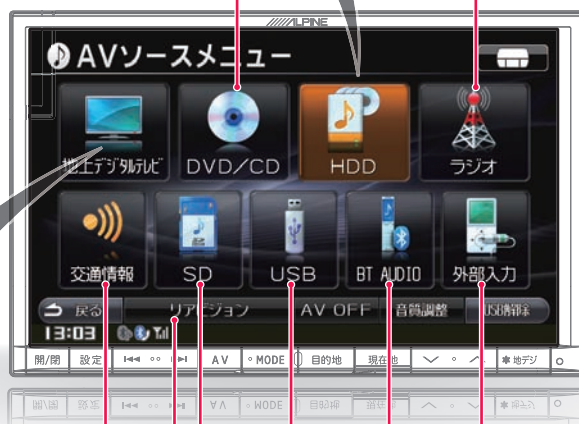 ALPINE
AVソースメニュー
地上デジタルテレビ DVD/CD HDD ラジオ
交通情報 SD USB BT AUDIO 外部入力
戻る リアビジョン AV OFF 音質調整 USB解除
13:03
開/閉 設定 AV MODE 目的地 現在地 ✱地デジ